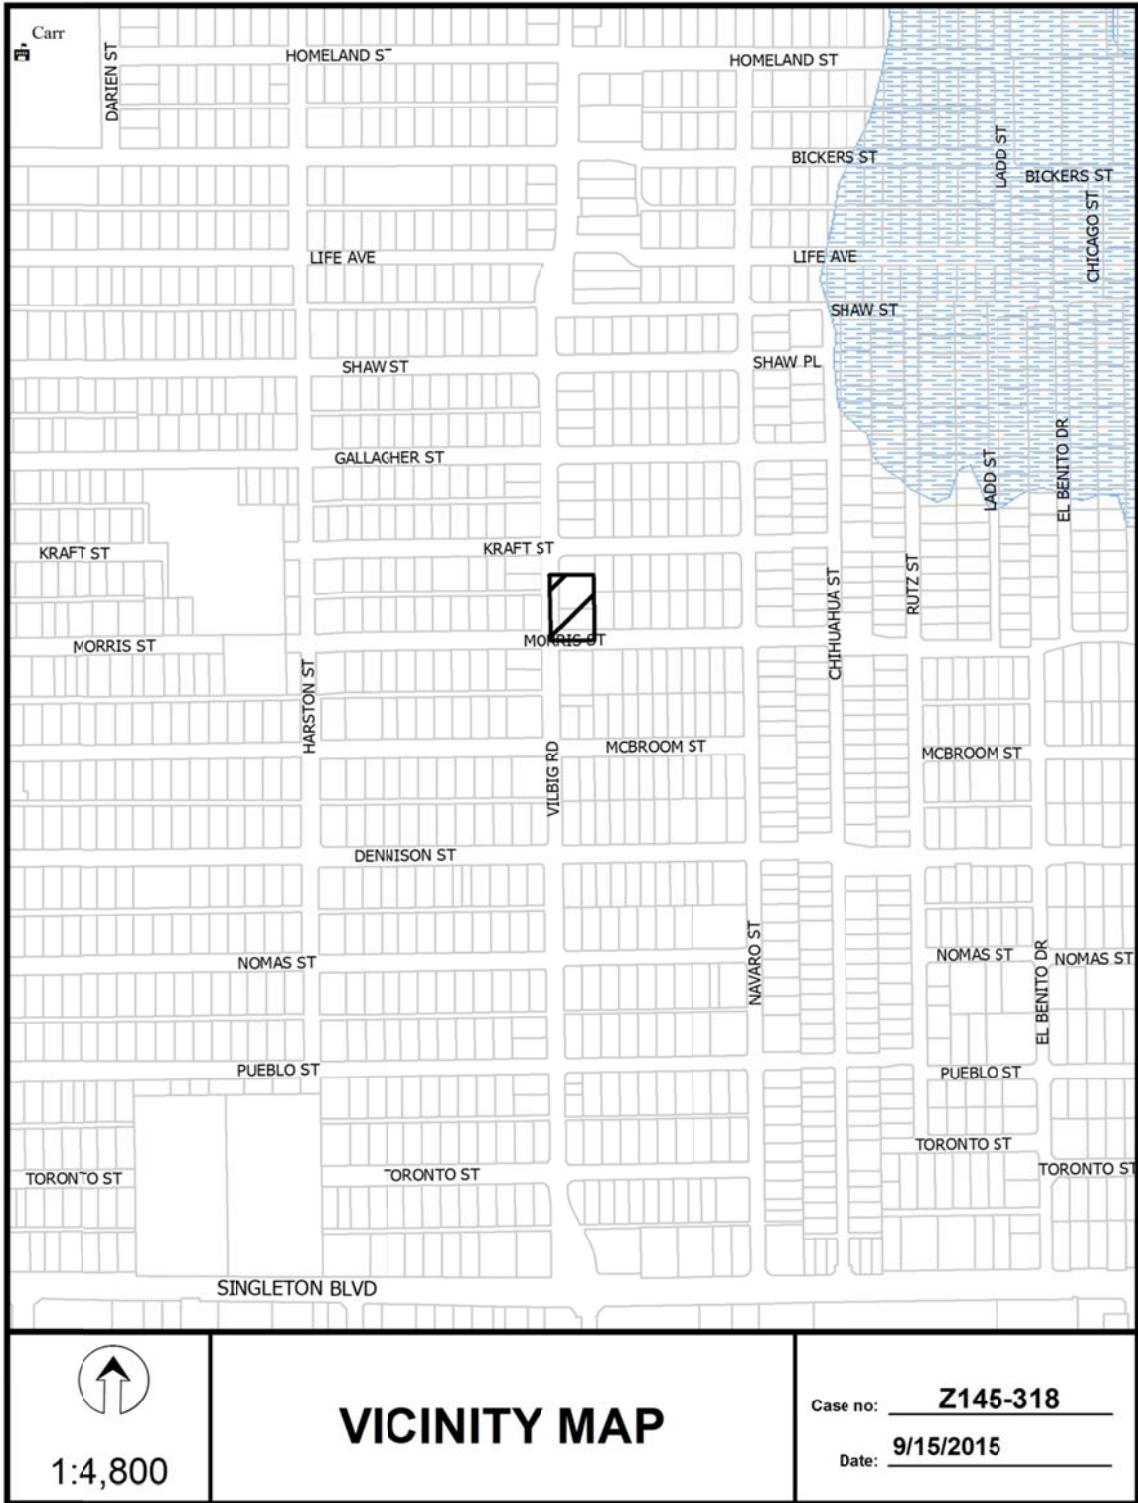 Carr
DARIEN ST
HOMELAND ST
HOMELAND ST
BICKERS ST
LADD ST
BICKERS ST
CHICAGO ST
LIFE AVE
LIFE AVE
SHAW ST
SHAW ST
SHAW PL
GALLAGHER ST
LADD ST
EL BENITO DR
KRAFT ST
KRAFT ST
CHIHUAHUA ST
RUTZ ST
MORRIS ST
MORRIS ST
HARSTON ST
VILBIG RD
MCBROOM ST
MCBROOM ST
DENNISON ST
NAVARO ST
NOMAS ST
NOMAS ST
EL BENITO DR
NOMAS ST
PUEBLO ST
PUEBLO ST
TORONTO ST
TORONTO ST
TORONTO ST
TORONTO ST
SINGLETON BLVD
1:4,800
VICINITY MAP
Case no: Z145-318
Date: 9/15/2015